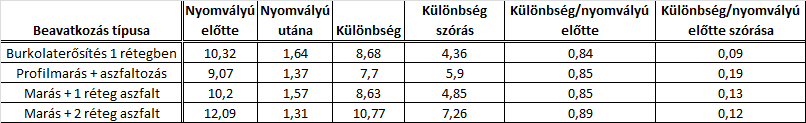 Beavatkozás típusa Nyomvályú előtte Nyomvályú utána Különbség Különbség szórás Különbség/nyomvályú előtte Különbség/nyomvályú előtte szórása
Burkolaterősítés 1 rétegben 10,32 1,64 8,68 4,36 0,84 0,09
Profilmarás + aszfaltozás 9,07 1,37 7,7 5,9 0,85 0,19
Marás + 1 réteg aszfalt 10,2 1,57 8,63 4,85 0,85 0,13
Marás + 2 réteg aszfalt 12,09 1,31 10,77 7,26 0,89 0,12